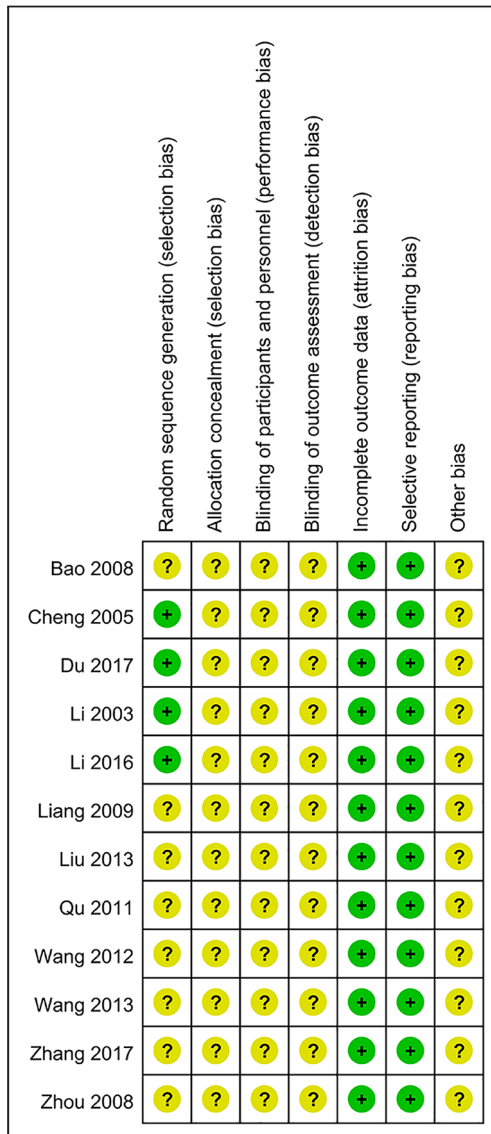 Random sequence generation (selection bias)
Allocation concealment (selection bias)
Blinding of participants and personnel (performance bias)
Blinding of outcome assessment (detection bias)
Incomplete outcome data (attrition bias)
Selective reporting (reporting bias)
Other bias
Bao 2008 ? ? ? ? + + ?
Cheng 2005 + ? ? ? + + ?
Du 2017 + ? ? ? + + ?
Li 2003 + ? ? ? + + ?
Li 2016 + ? ? ? + + ?
Liang 2009 ? ? ? ? + + ?
Liu 2013 ? ? ? ? + + ?
Qu 2011 ? ? ? ? + + ?
Wang 2012 ? ? ? ? + + ?
Wang 2013 ? ? ? ? + + ?
Zhang 2017 ? ? ? ? + + ?
Zhou 2008 ? ? ? ? + + ?